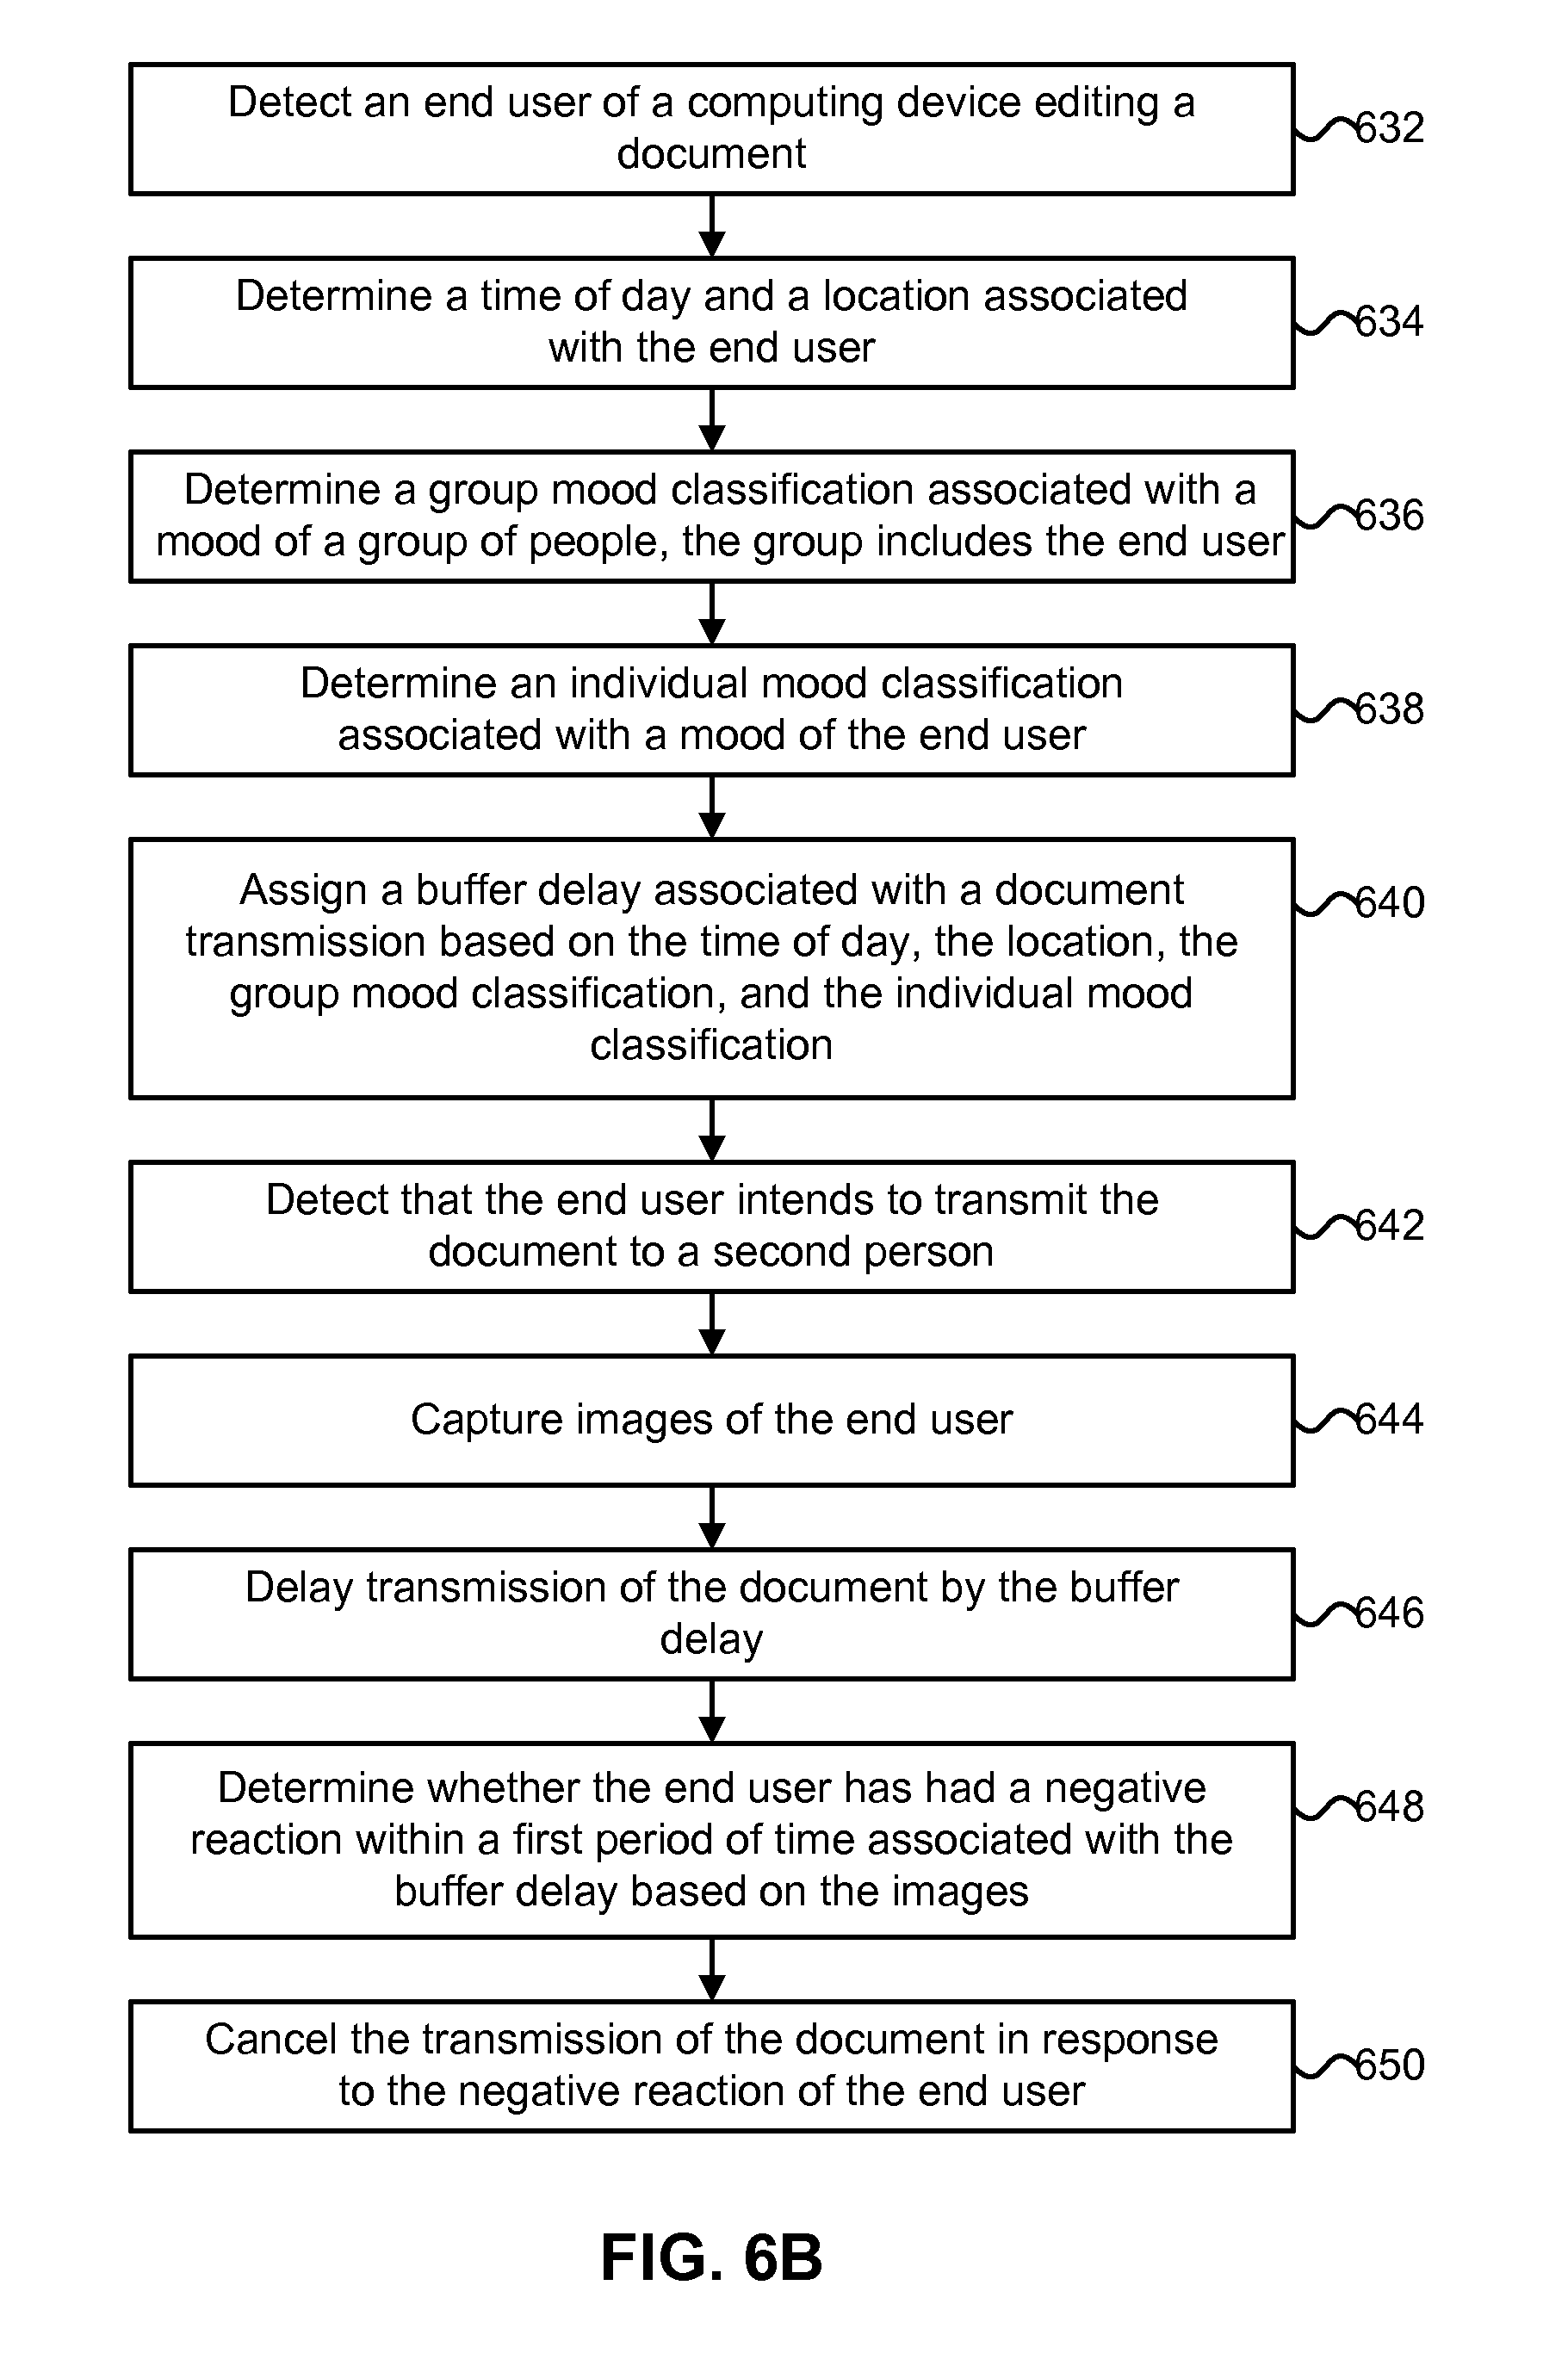 Detect an end user of a computing device editing a
document
632
Determine a time of day and a location associated
with the end user
634
Determine a group mood classification associated with a
mood of a group of people, the group includes the end user
636
Determine an individual mood classification
associated with a mood of the end user
638
Assign a buffer delay associated with a document
transmission based on the time of day, the location, the
group mood classification, and the individual mood
classification
640
Detect that the end user intends to transmit the
document to a second person
642
Capture images of the end user
644
Delay transmission of the document by the buffer
delay
646
Determine whether the end user has had a negative
reaction within a first period of time associated with the
buffer delay based on the images
648
Cancel the transmission of the document in response
to the negative reaction of the end user
650
FIG. 6B